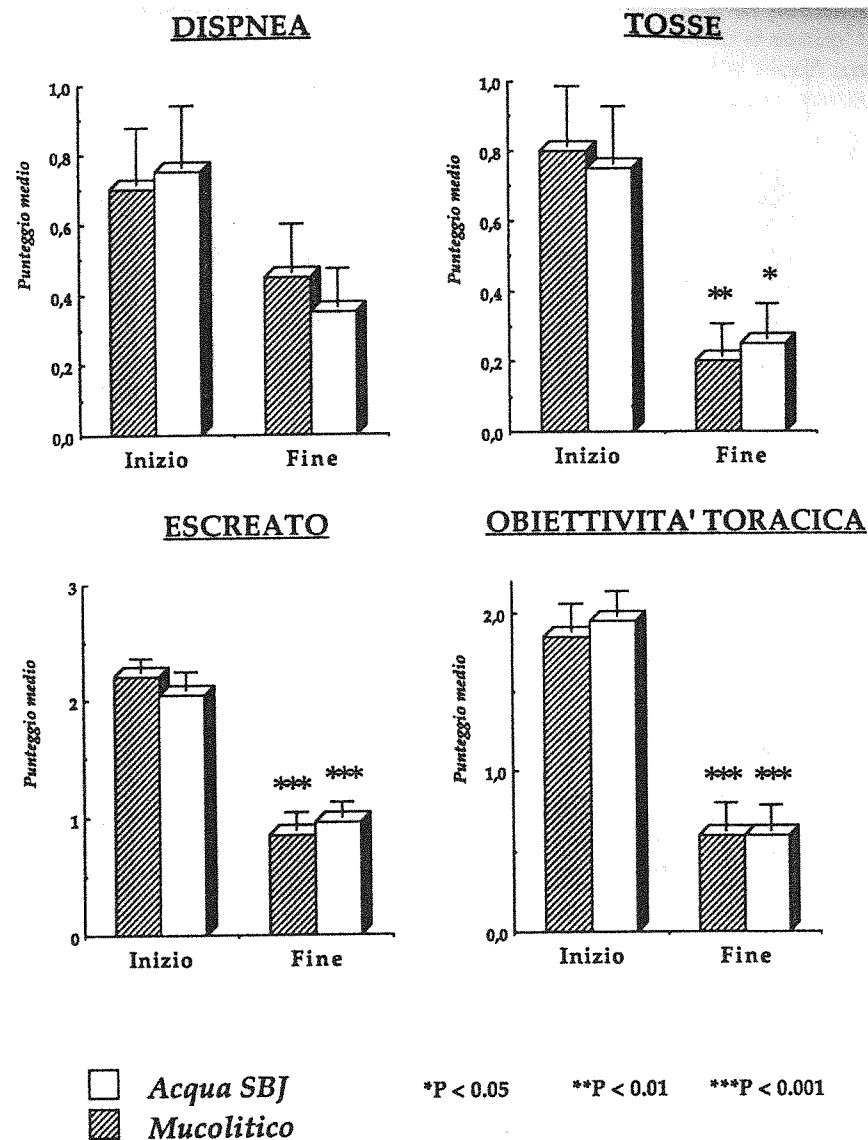 DISPNEA
Punteggio medio
1,0
0,8
0,6
0,4
0,2
0,0
Inizio Fine
TOSSE
Punteggio medio
1,0
0,8
0,6
0,4
0,2
0,0
** *
Inizio Fine
ESCREATO
Punteggio medio
3
2
1
0
*** ***
Inizio Fine
OBIETTIVITA' TORACICA
Punteggio medio
2,0
1,0
0,0
*** ***
Inizio Fine
Acqua SBJ *P < 0.05 **P < 0.01 ***P < 0.001
Mucolitico